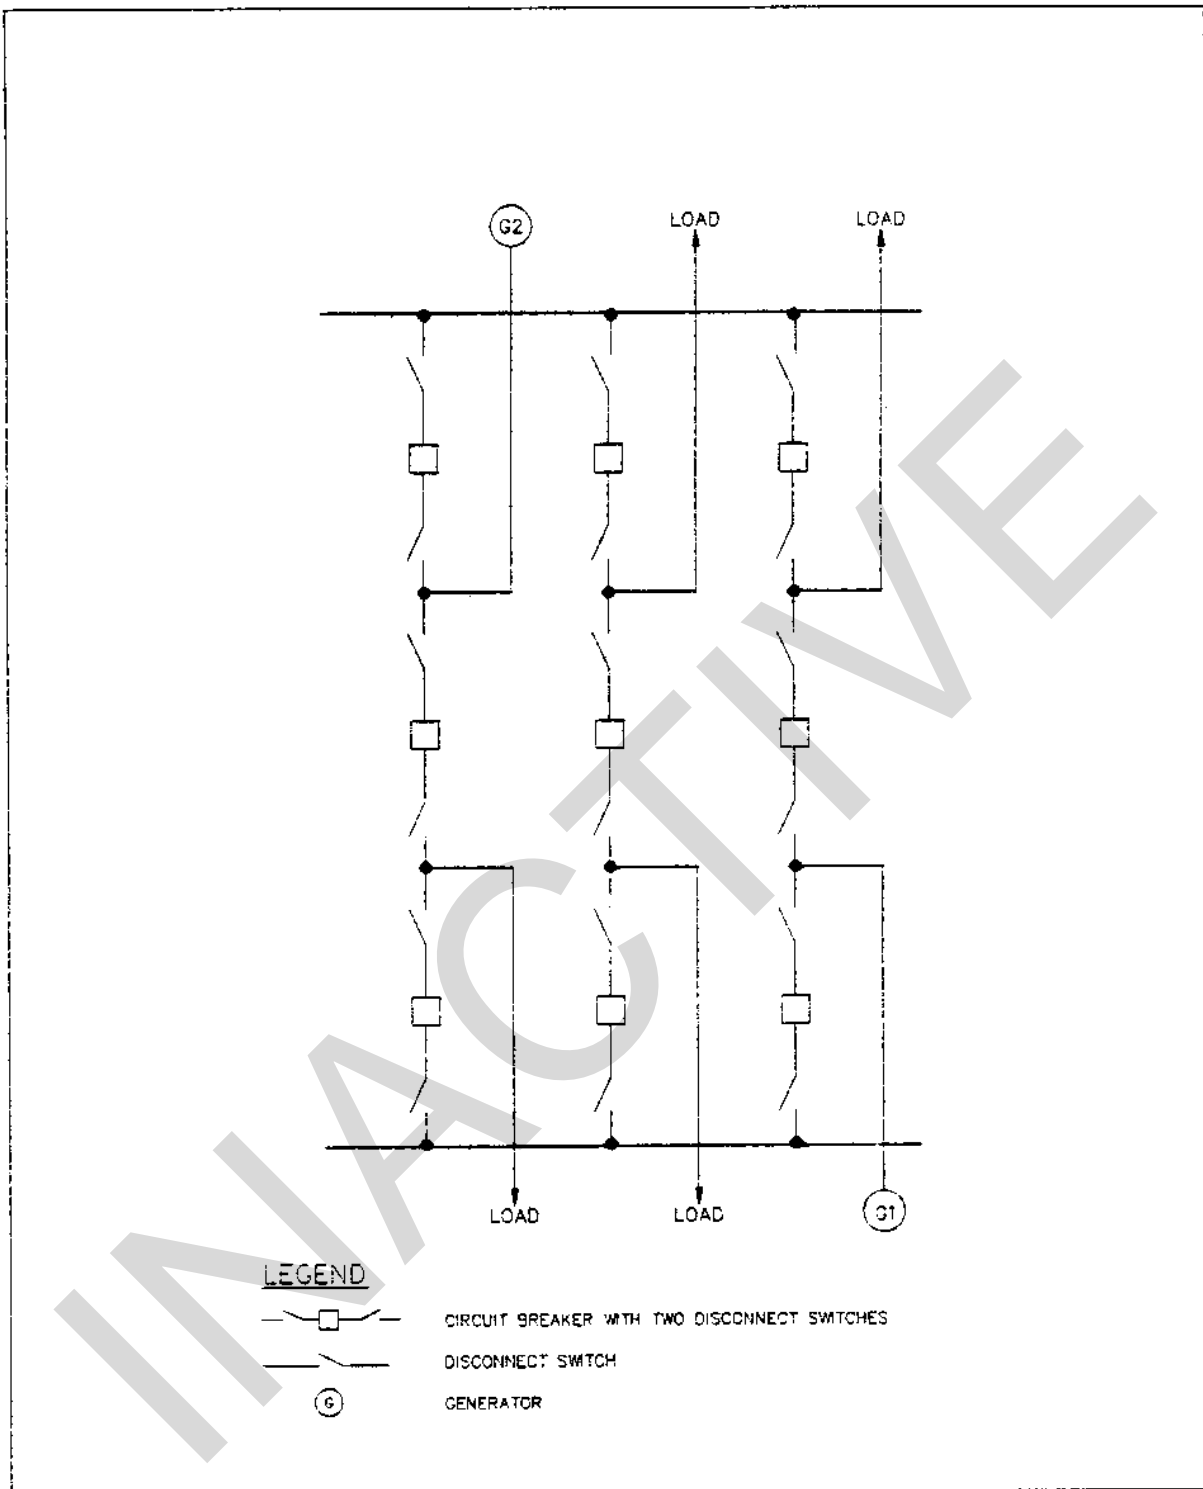 G2
LOAD
LOAD
LOAD
LOAD
G1
LEGEND
CIRCUIT BREAKER WITH TWO DISCONNECT SWITCHES
DISCONNECT SWITCH
G
GENERATOR
INACTIVE